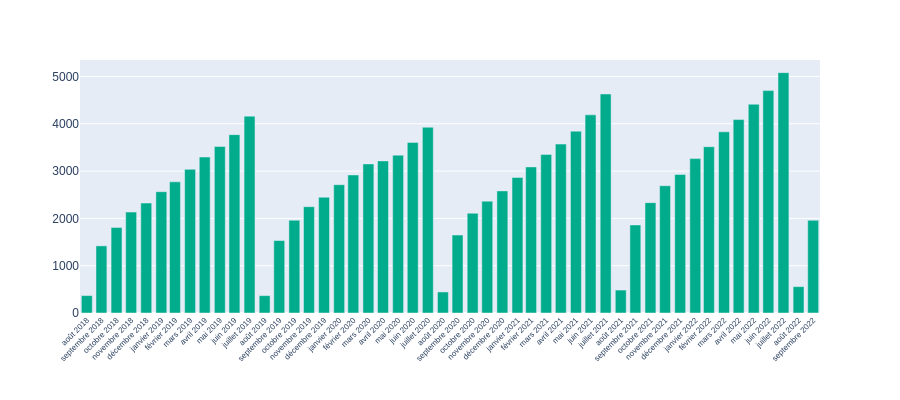 5000
4000
3000
2000
1000
0
août 2018
septembre 2018
octobre 2018
novembre 2018
décembre 2018
janvier 2019
février 2019
mars 2019
avril 2019
mai 2019
juin 2019
juillet 2019
août 2019
septembre 2019
octobre 2019
novembre 2019
décembre 2019
janvier 2020
février 2020
mars 2020
avril 2020
mai 2020
juin 2020
juillet 2020
août 2020
septembre 2020
octobre 2020
novembre 2020
décembre 2020
janvier 2021
février 2021
mars 2021
avril 2021
mai 2021
juin 2021
juillet 2021
août 2021
septembre 2021
octobre 2021
novembre 2021
décembre 2021
janvier 2022
février 2022
mars 2022
avril 2022
mai 2022
juin 2022
juillet 2022
août 2022
septembre 2022